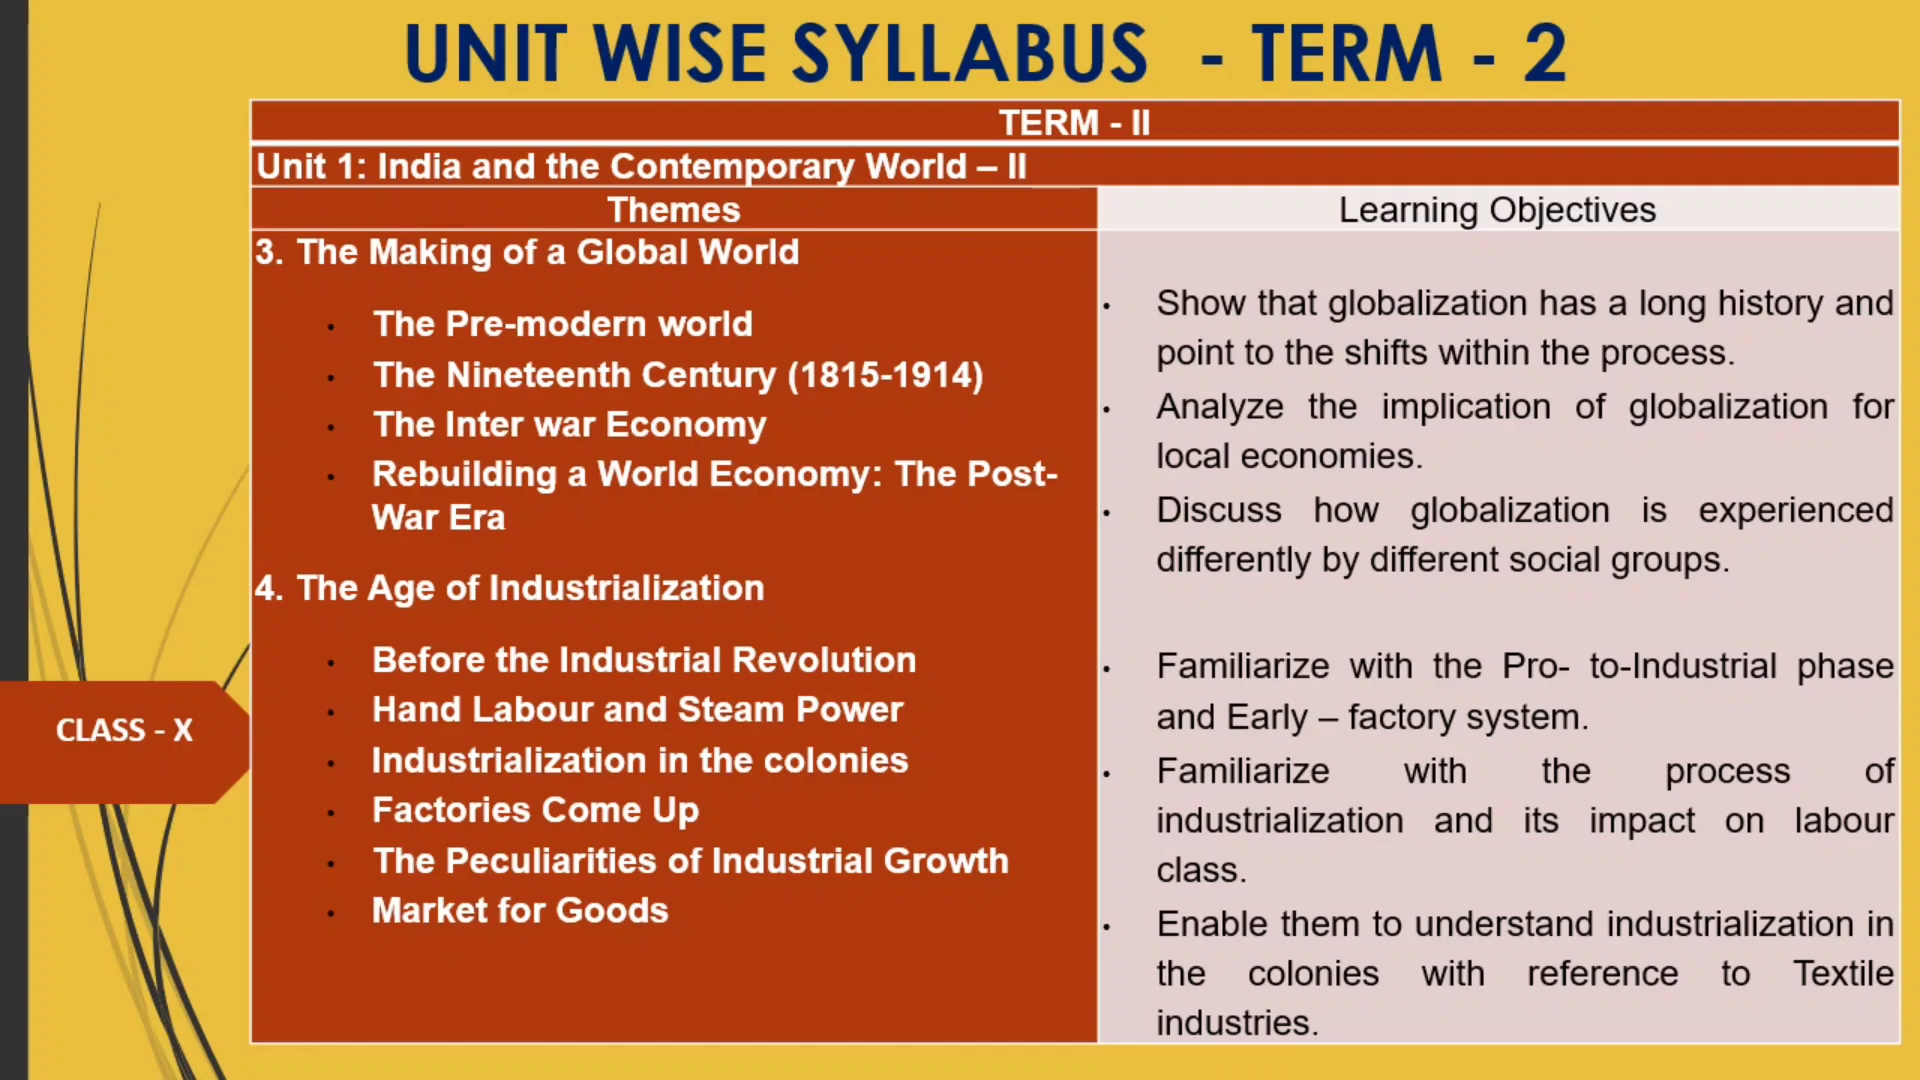 UNIT WISE SYLLABUS - TERM - 2
TERM - II
Unit 1: India and the Contemporary World – II
Themes
Learning Objectives
3. The Making of a Global World
• The Pre-modern world
• The Nineteenth Century (1815-1914)
• The Inter war Economy
• Rebuilding a World Economy: The Post-
War Era
4. The Age of Industrialization
• Before the Industrial Revolution
• Hand Labour and Steam Power
• Industrialization in the colonies
• Factories Come Up
• The Peculiarities of Industrial Growth
• Market for Goods
• Show that globalization has a long history and
point to the shifts within the process.
• Analyze the implication of globalization for
local economies.
• Discuss how globalization is experienced
differently by different social groups.
• Familiarize with the Pro- to-Industrial phase
and Early – factory system.
• Familiarize with the process of
industrialization and its impact on labour
class.
• Enable them to understand industrialization in
the colonies with reference to Textile
industries.
CLASS - X